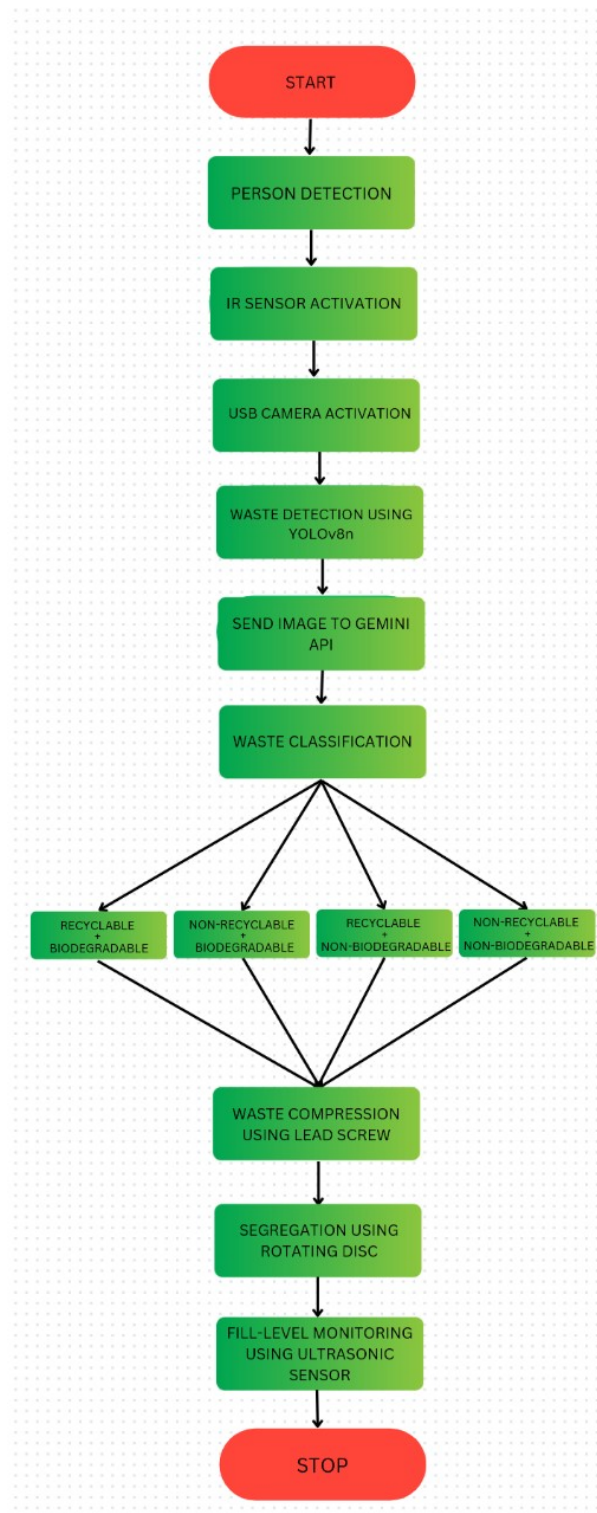 START
PERSON DETECTION
IR SENSOR ACTIVATION
USB CAMERA ACTIVATION
WASTE DETECTION USING
YOLOv8n
SEND IMAGE TO GEMINI
API
WASTE CLASSIFICATION
RECYCLABLE
+
BIODEGRADABLE
NON-RECYCLABLE
+
BIODEGRADABLE
RECYCLABLE
+
NON-BIODEGRADABLE
NON-RECYCLABLE
+
NON-BIODEGRADABLE
WASTE COMPRESSION
USING LEAD SCREW
SEGREGATION USING
ROTATING DISC
FILL-LEVEL MONITORING
USING ULTRASONIC
SENSOR
STOP